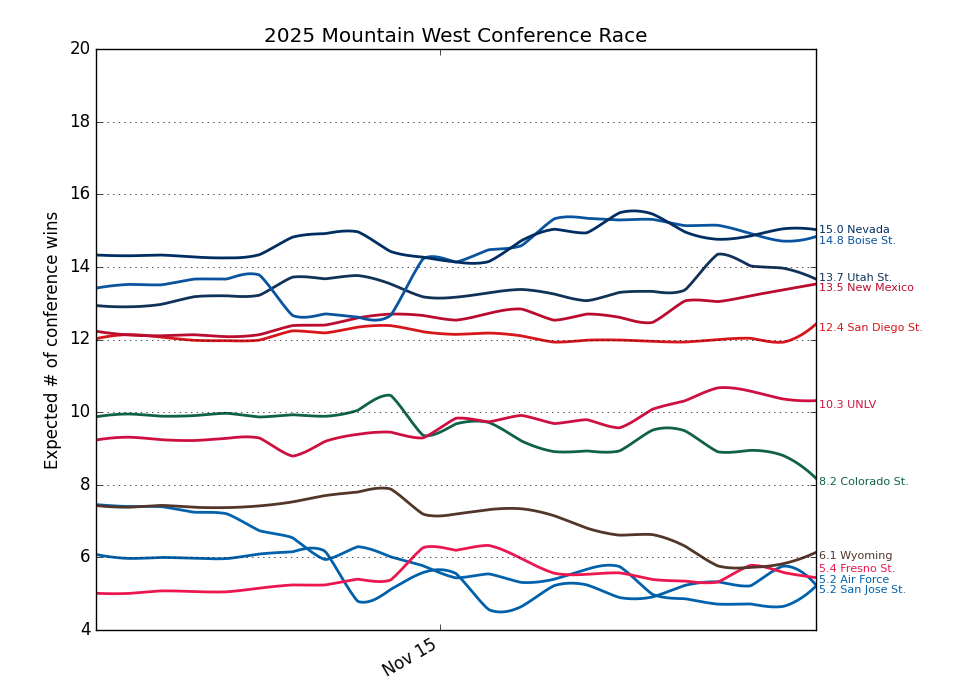 2025 Mountain West Conference Race
Expected # of conference wins
20
18
16
14
12
10
8
6
4
15.0 Nevada
14.8 Boise St.
13.7 Utah St.
13.5 New Mexico
12.4 San Diego St.
10.3 UNLV
8.2 Colorado St.
6.1 Wyoming
5.4 Fresno St.
5.2 Air Force
5.2 San Jose St.
Nov 15